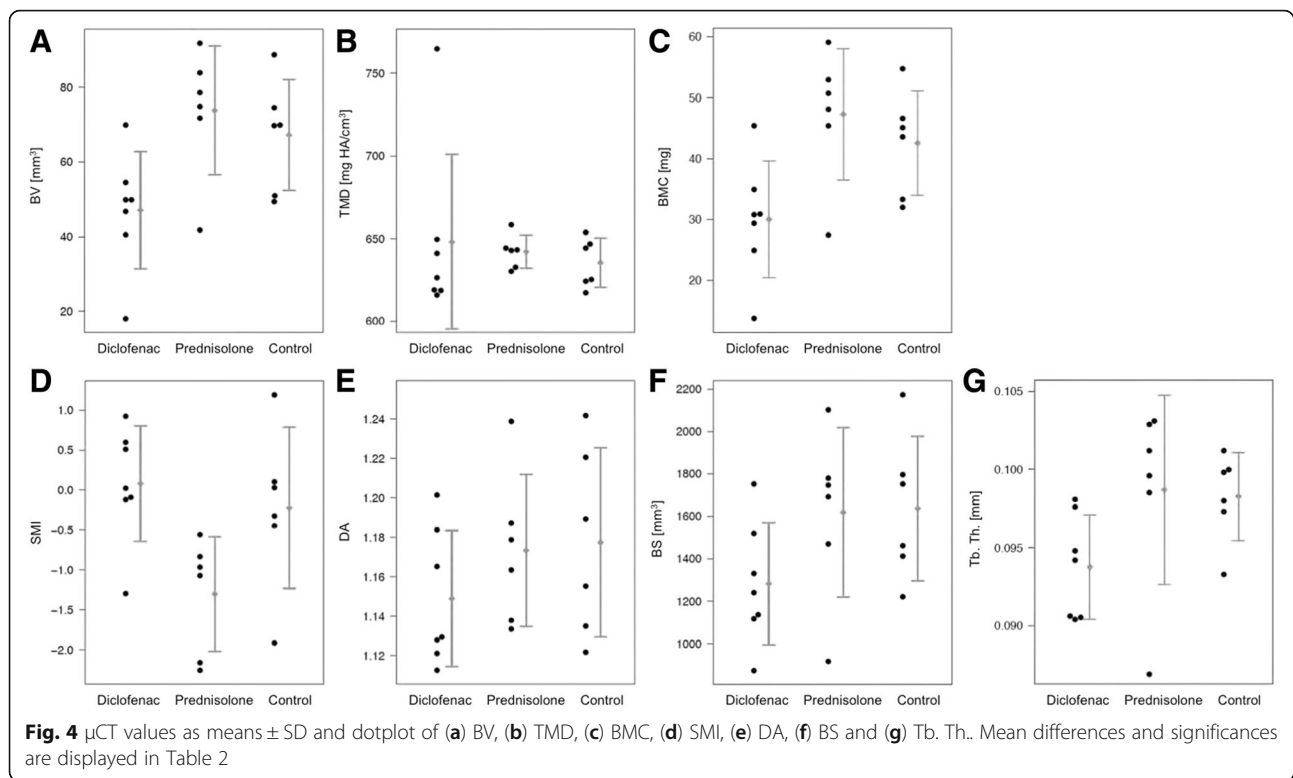 A
B
C
BV [mm³]
80
60
40
20
Diclofenac Prednisolone Control
TMD [mg HA/cm³]
750
700
650
600
Diclofenac Prednisolone Control
BMC [mg]
60
50
40
30
20
Diclofenac Prednisolone Control
D
E
F
G
SMI
1.0
0.5
0.0
−0.5
−1.0
−1.5
−2.0
Diclofenac Prednisolone Control
DA
1.24
1.22
1.20
1.18
1.16
1.14
1.12
Diclofenac Prednisolone Control
BS [mm³]
2200
2000
1800
1600
1400
1200
1000
Diclofenac Prednisolone Control
Tb. Th. [mm]
0.105
0.100
0.095
0.090
Diclofenac Prednisolone Control
Fig. 4 µCT values as means ± SD and dotplot of (a) BV, (b) TMD, (c) BMC, (d) SMI, (e) DA, (f) BS and (g) Tb. Th.. Mean differences and significances
are displayed in Table 2